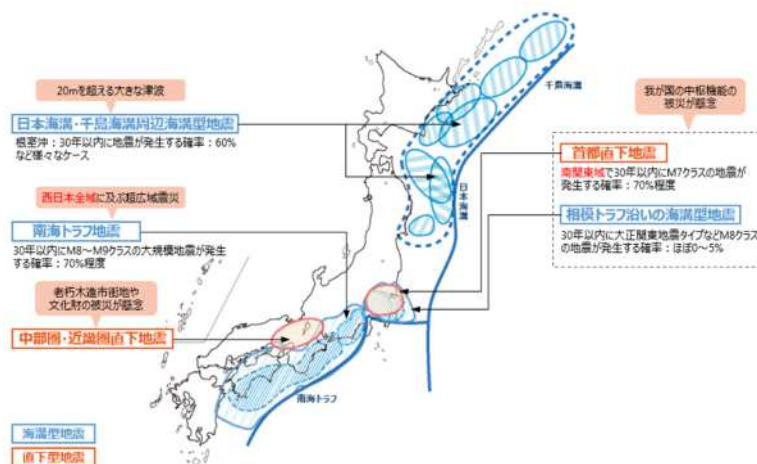 20mを超える大きな津波
日本海溝・千島海溝周辺海溝型地震
根室沖：30年以内に地震が発生する確率：60%
など様々なケース
西日本全域に及ぶ超広域震災
南海トラフ地震
30年以内にM8～M9クラスの大規模地震が発生
する確率：70%程度
老朽木造市街地や
文化財の被災が懸念
中部圏・近畿圏直下地震
海溝型地震
直下型地震
千島海溝
日本海溝
南海トラフ
我が国の中枢機能の
被災が懸念
首都直下地震
南関東域で30年以内にM7クラスの地震が
発生する確率：70%程度
相模トラフ沿いの海溝型地震
30年以内に大正関東地震タイプなどM8クラス
の地震が発生する確率：ほぼ0～5%